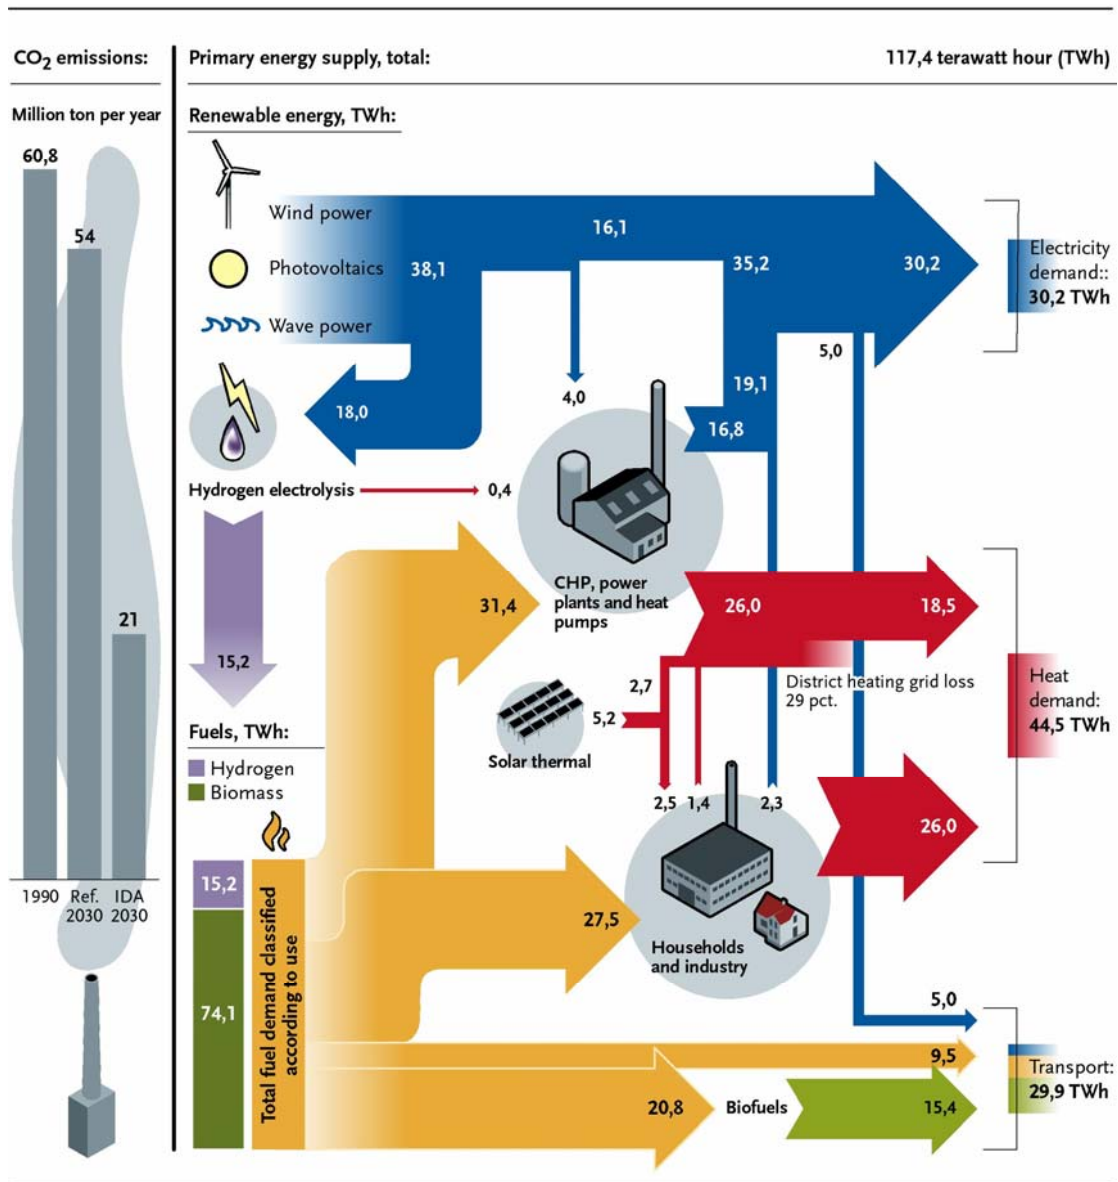 CO2 emissions:
Primary energy supply, total:
117,4 terawatt hour (TWh)
Million ton per year
60,8
54
21
1990
Ref.
2030
IDA
2030
Renewable energy, TWh:
Wind power
Photovoltaics
Wave power
38,1
16,1
35,2
30,2
Electricity
demand::
30,2 TWh
18,0
4,0
19,1
16,8
5,0
Hydrogen electrolysis
0,4
15,2
31,4
CHP, power
plants and heat
pumps
26,0
18,5
District heating grid loss
29 pct.
2,7
5,2
Solar thermal
2,5
1,4
2,3
Heat
demand:
44,5 TWh
26,0
Fuels, TWh:
Hydrogen
Biomass
15,2
74,1
Total fuel demand classified
according to use
27,5
Households
and industry
5,0
9,5
20,8
Biofuels
15,4
Transport:
29,9 TWh